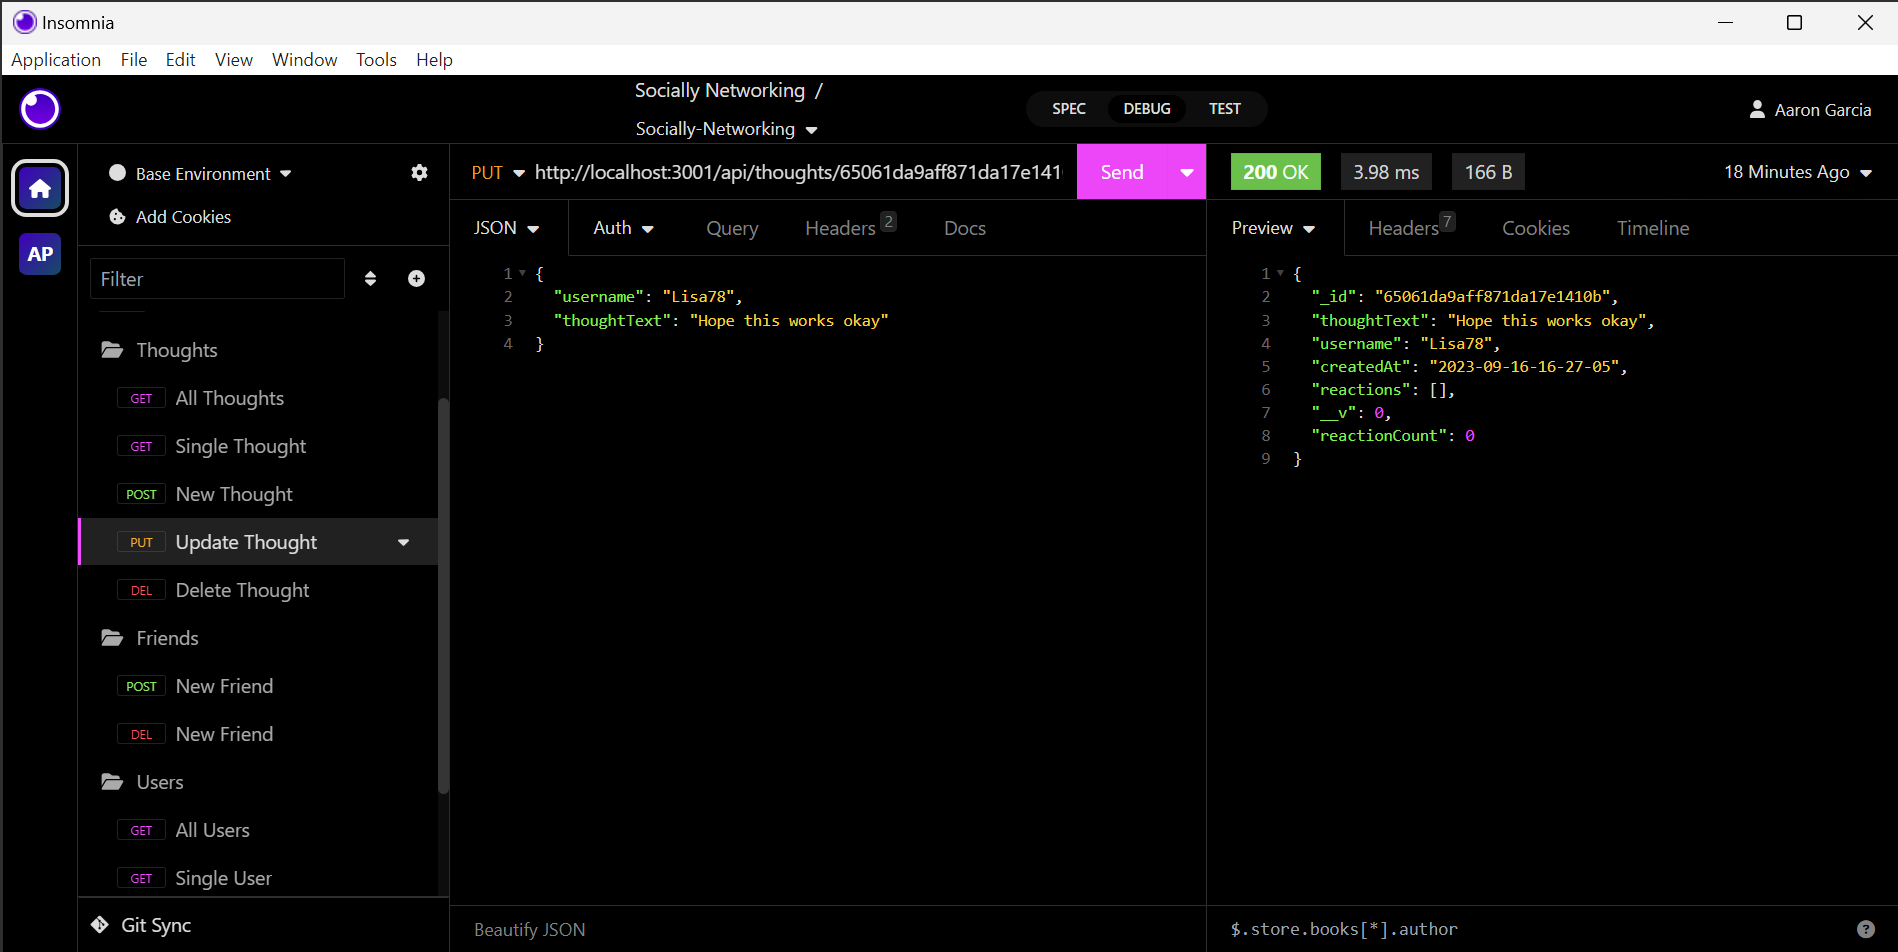 Insomnia
Application File Edit View Window Tools Help
Socially Networking /
Socially-Networking
SPEC DEBUG TEST
Aaron Garcia
AP
Base Environment
Add Cookies
Filter
Thoughts
GET All Thoughts
GET Single Thought
POST New Thought
PUT Update Thought
DEL Delete Thought
Friends
POST New Friend
DEL New Friend
Users
GET All Users
GET Single User
Git Sync
PUT http://localhost:3001/api/thoughts/65061da9aff871da17e141
Send
JSON Auth Query Headers 2 Docs
1 {
2 "username": "Lisa78",
3 "thoughtText": "Hope this works okay"
4 }
Beautify JSON
200 OK 3.98 ms 166 B 18 Minutes Ago
Preview Headers 7 Cookies Timeline
1 {
2 "_id": "65061da9aff871da17e1410b",
3 "thoughtText": "Hope this works okay",
4 "username": "Lisa78",
5 "createdAt": "2023-09-16-16-27-05",
6 "reactions": [],
7 "__v": 0,
8 "reactionCount": 0
9 }
$.store.books[*].author
?